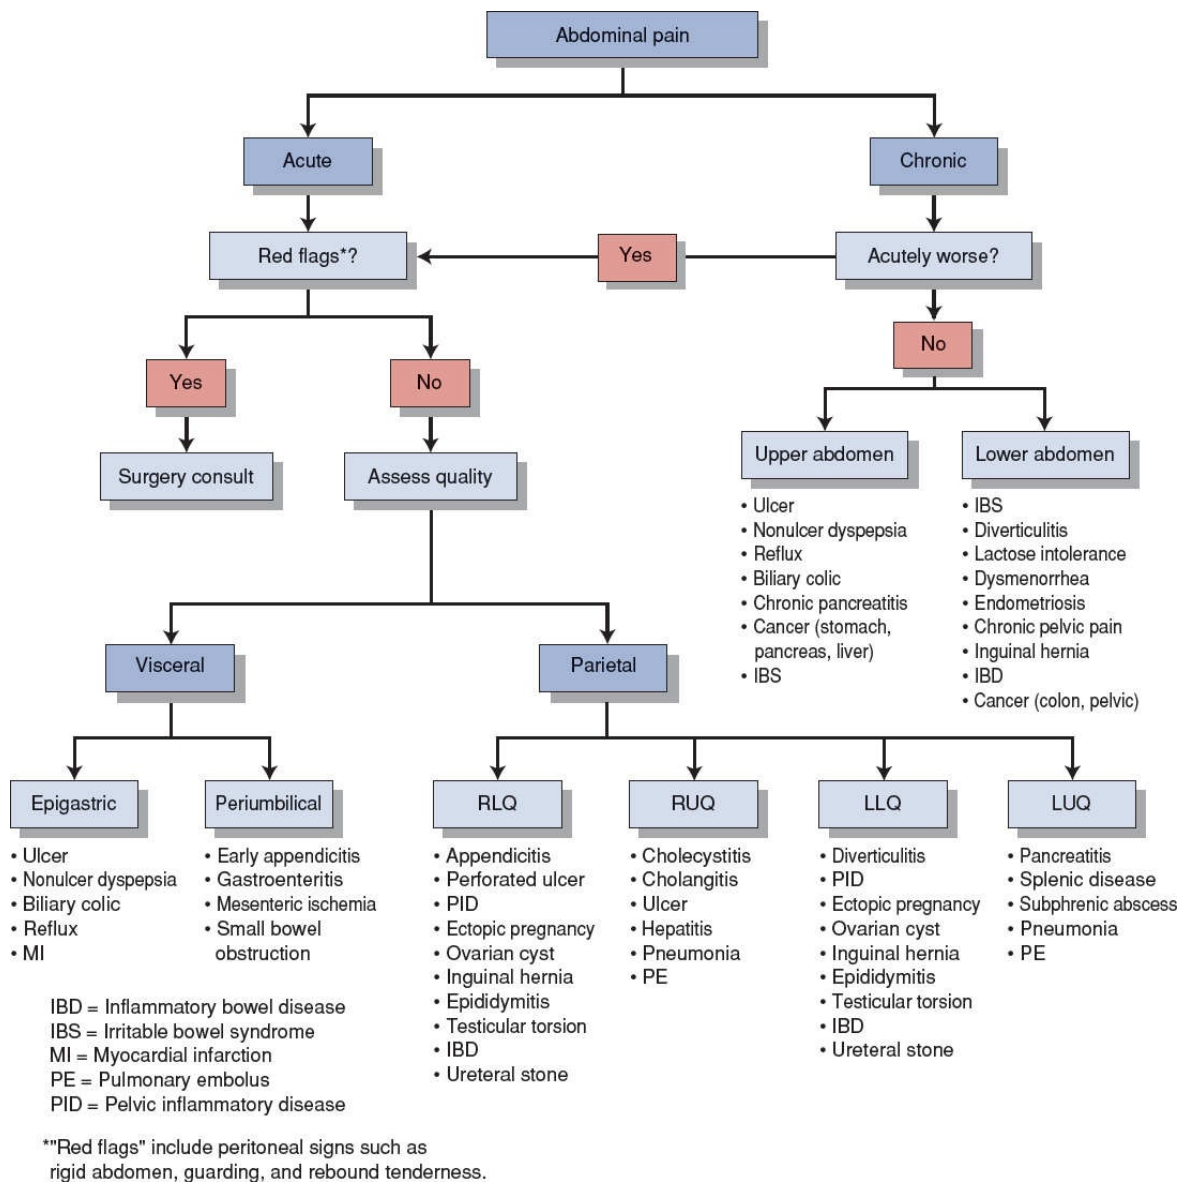 Abdominal pain
Acute
Chronic
Red flags*?
Yes
Acutely worse?
Yes
No
No
Surgery consult
Assess quality
Upper abdomen
• Ulcer
• Nonulcer dyspepsia
• Reflux
• Biliary colic
• Chronic pancreatitis
• Cancer (stomach,
pancreas, liver)
• IBS
Lower abdomen
• IBS
• Diverticulitis
• Lactose intolerance
• Dysmenorrhea
• Endometriosis
• Chronic pelvic pain
• Inguinal hernia
• IBD
• Cancer (colon, pelvic)
Visceral
Parietal
Epigastric
• Ulcer
• Nonulcer dyspepsia
• Biliary colic
• Reflux
• MI
Periumbilical
• Early appendicitis
• Gastroenteritis
• Mesenteric ischemia
• Small bowel
obstruction
RLQ
• Appendicitis
• Perforated ulcer
• PID
• Ectopic pregnancy
• Ovarian cyst
• Inguinal hernia
• Epididymitis
• Testicular torsion
• IBD
• Ureteral stone
RUQ
• Cholecystitis
• Cholangitis
• Ulcer
• Hepatitis
• Pneumonia
• PE
LLQ
• Diverticulitis
• PID
• Ectopic pregnancy
• Ovarian cyst
• Inguinal hernia
• Epididymitis
• Testicular torsion
• IBD
• Ureteral stone
LUQ
• Pancreatitis
• Splenic disease
• Subphrenic abscess
• Pneumonia
• PE
IBD = Inflammatory bowel disease
IBS = Irritable bowel syndrome
MI = Myocardial infarction
PE = Pulmonary embolus
PID = Pelvic inflammatory disease
*"Red flags" include peritoneal signs such as
rigid abdomen, guarding, and rebound tenderness.